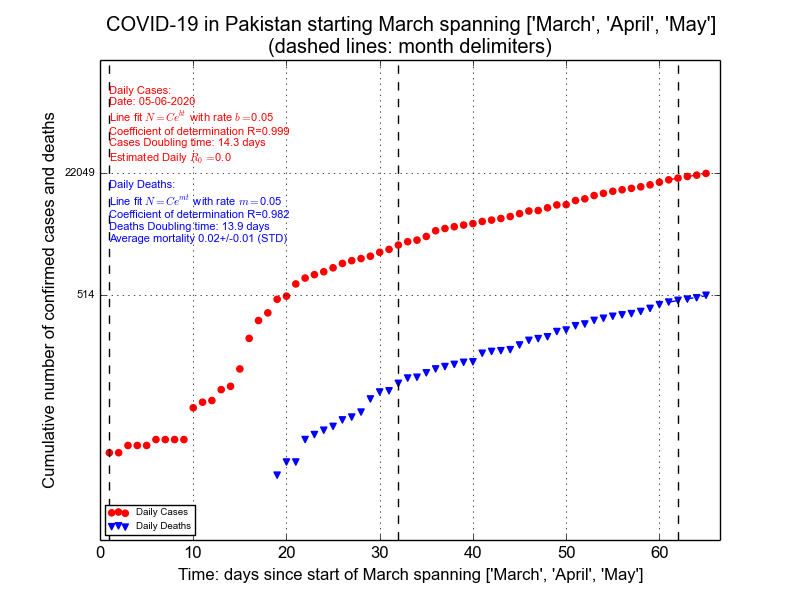 COVID-19 in Pakistan starting March spanning ['March', 'April', 'May']
(dashed lines: month delimiters)
Daily Cases:
Date: 05-06-2020
Line fit N=Ce^{bt} with rate b=0.05
Coefficient of determination R=0.999
Cases Doubling time: 14.3 days
Estimated Daily R_0=0.0
22049
Daily Deaths:
Line fit N=Ce^{mt} with rate m=0.05
Coefficient of determination R=0.982
Deaths Doubling time: 13.9 days
Average mortality 0.02+/-0.01 (STD)
514
Cumulative number of confirmed cases and deaths
Daily Cases
Daily Deaths
0 10 20 30 40 50 60
Time: days since start of March spanning ['March', 'April', 'May']